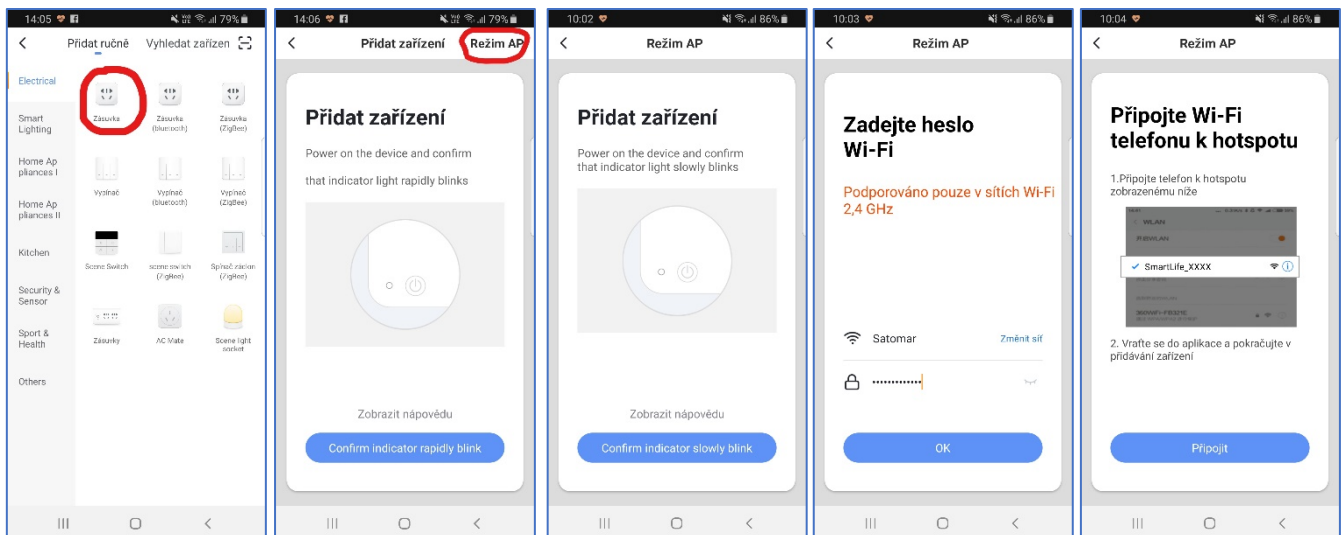 14:05
79%
Přidat ručně Vyhledat zařízen
Electrical
Smart
Lighting
Home Ap
pliances I
Home Ap
pliances II
Kitchen
Security &
Sensor
Sport &
Health
Others
Zásuvka
Zásuvka
(bluetooth)
Zásuvka
(ZigBee)
Vypínač
Vypínač
(bluetooth)
Vypínač
(ZigBee)
Scene Switch
scene switch
(ZigBee)
Spínač záclon
(ZigBee)
Zásuvky
AC Mate
Scene light
socket
14:06
79%
Přidat zařízení Režim AP
Přidat zařízení
Power on the device and confirm
that indicator light rapidly blinks
Zobrazit nápovědu
Confirm indicator rapidly blink
10:02
86%
Režim AP
Přidat zařízení
Power on the device and confirm
that indicator light slowly blinks
Zobrazit nápovědu
Confirm indicator slowly blink
10:03
86%
Režim AP
Zadejte heslo
Wi-Fi
Podporováno pouze v sítích Wi-Fi
2,4 GHz
Satomar Změnit síť
OK
10:04
86%
Režim AP
Připojte Wi-Fi
telefonu k hotspotu
1.Připojte telefon k hotspotu
zobrazenému níže
WLAN
SmartLife_XXXX
2. Vraťte se do aplikace a pokračujte v
přidávání zařízení
Připojit